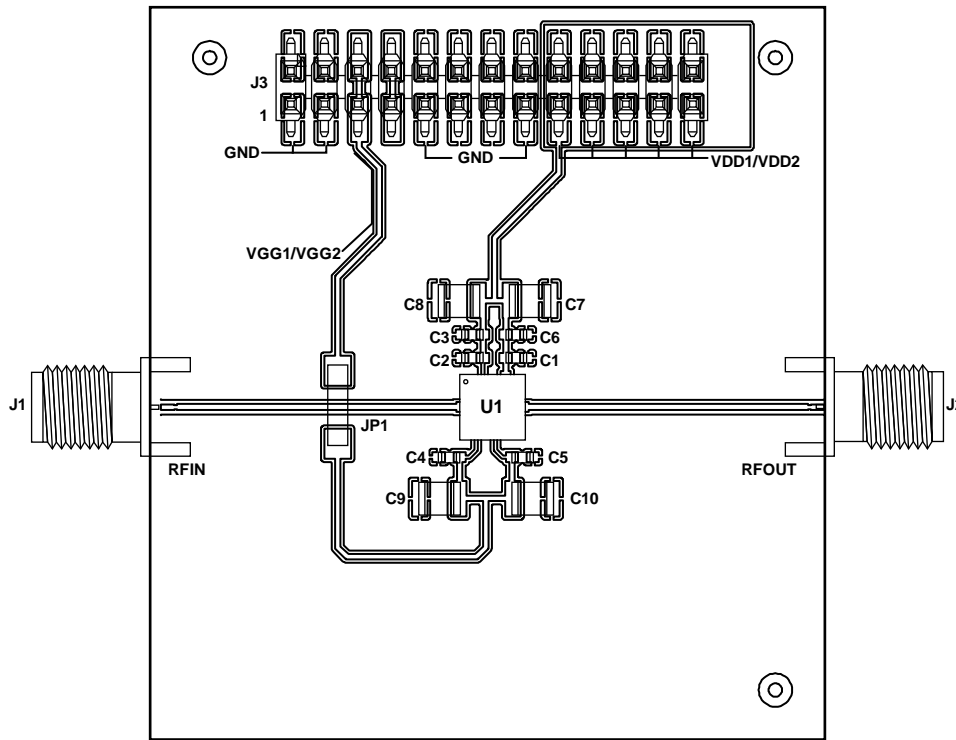 J3
1
GND
GND
VDD1/VDD2
VGG1/VGG2
C8
C7
C3
C6
C2
C1
J1
U1
JP1
RFIN
C4
C5
RFOUT
C9
C10